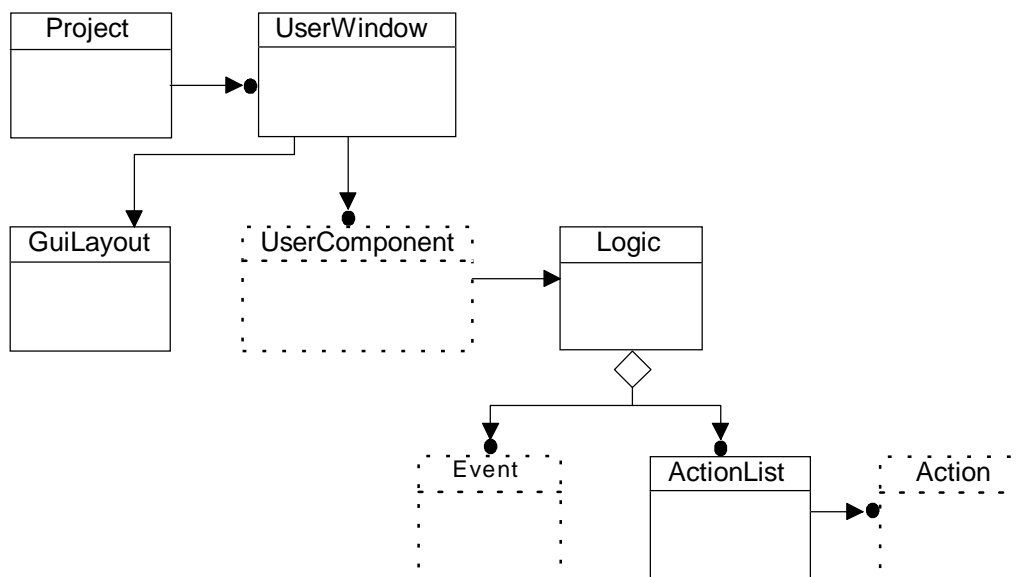 Project
UserWindow
GuiLayout
UserComponent
Logic
Event
ActionList
Action